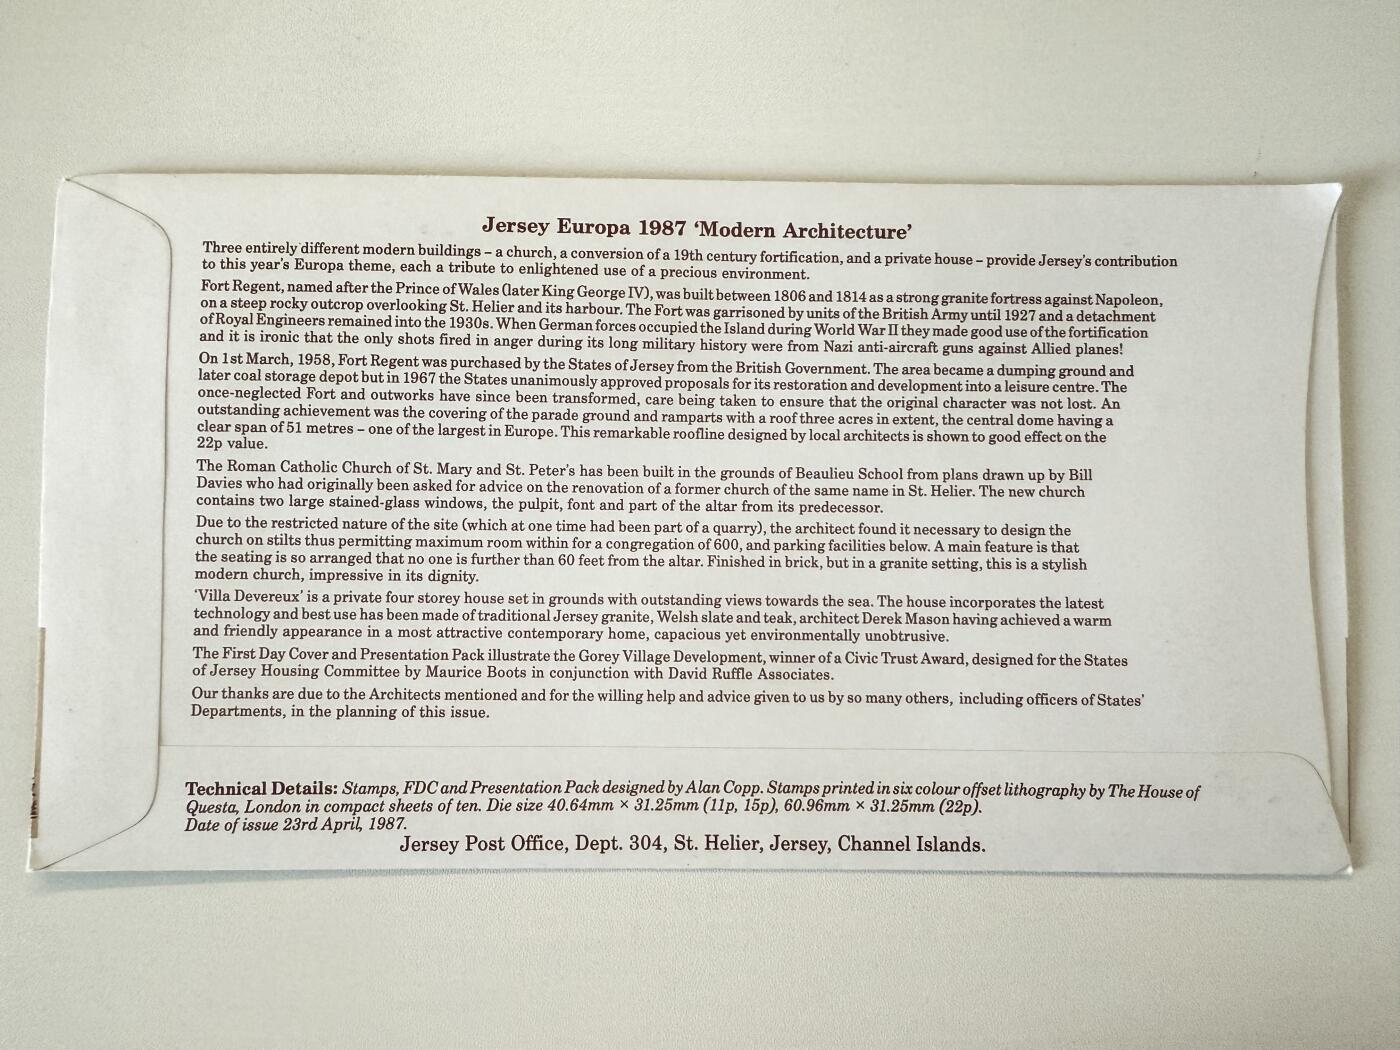 Jersey Europa 1987 ‘Modern Architecture’
Three entirely different modern buildings – a church, a conversion of a 19th century fortification, and a private house – provide Jersey's contribution
to this year's Europa theme, each a tribute to enlightened use of a precious environment.
Fort Regent, named after the Prince of Wales (later King George IV), was built between 1806 and 1814 as a strong granite fortress against Napoleon,
on a steep rocky outcrop overlooking St. Helier and its harbour. The Fort was garrisoned by units of the British Army until 1927 and a detachment
of Royal Engineers remained into the 1930s. When German forces occupied the Island during World War II they made good use of the fortification
and it is ironic that the only shots fired in anger during its long military history were from Nazi anti-aircraft guns against Allied planes!
On 1st March, 1958, Fort Regent was purchased by the States of Jersey from the British Government. The area became a dumping ground and
later coal storage depot but in 1967 the States unanimously approved proposals for its restoration and development into a leisure centre. The
once-neglected Fort and outworks have since been transformed, care being taken to ensure that the original character was not lost. An
outstanding achievement was the covering of the parade ground and ramparts with a roof three acres in extent, the central dome having a
clear span of 51 metres – one of the largest in Europe. This remarkable roofline designed by local architects is shown to good effect on the
22p value.
The Roman Catholic Church of St. Mary and St. Peter's has been built in the grounds of Beaulieu School from plans drawn up by Bill
Davies who had originally been asked for advice on the renovation of a former church of the same name in St. Helier. The new church
contains two large stained-glass windows, the pulpit, font and part of the altar from its predecessor.
Due to the restricted nature of the site (which at one time had been part of a quarry), the architect found it necessary to design the
church on stilts thus permitting maximum room within for a congregation of 600, and parking facilities below. A main feature is that
the seating is so arranged that no one is further than 60 feet from the altar. Finished in brick, but in a granite setting, this is a stylish
modern church, impressive in its dignity.
‘Villa Devereux’ is a private four storey house set in grounds with outstanding views towards the sea. The house incorporates the latest
technology and best use has been made of traditional Jersey granite, Welsh slate and teak, architect Derek Mason having achieved a warm
and friendly appearance in a most attractive contemporary home, capacious yet environmentally unobtrusive.
The First Day Cover and Presentation Pack illustrate the Gorey Village Development, winner of a Civic Trust Award, designed for the States
of Jersey Housing Committee by Maurice Boots in conjunction with David Ruffle Associates.
Our thanks are due to the Architects mentioned and for the willing help and advice given to us by so many others, including officers of States'
Departments, in the planning of this issue.
Technical Details: Stamps, FDC and Presentation Pack designed by Alan Copp. Stamps printed in six colour offset lithography by The House of
Questa, London in compact sheets of ten. Die size 40.64mm × 31.25mm (11p, 15p), 60.96mm × 31.25mm (22p).
Date of issue 23rd April, 1987.
Jersey Post Office, Dept. 304, St. Helier, Jersey, Channel Islands.